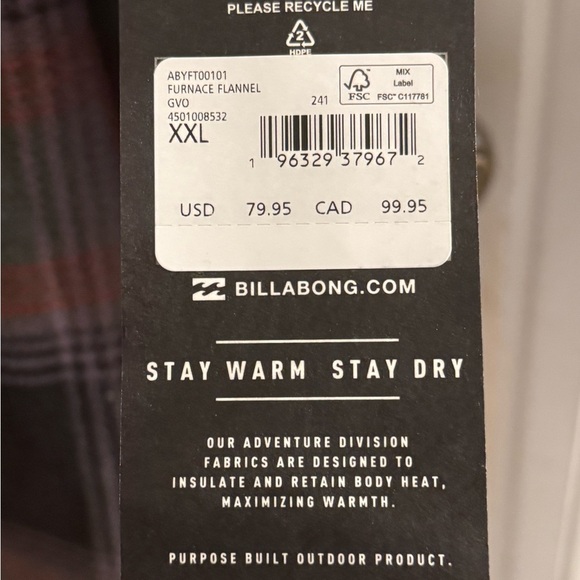 PLEASE RECYCLE ME
2
HDPE
ABYFT00101
FURNACE FLANNEL
GVO
4501008532
XXL
241
FSC
MIX
Label
FSC™ C117781
1 96329 37967 2
USD 79.95 CAD 99.95
BILLABONG.COM
STAY WARM STAY DRY
OUR ADVENTURE DIVISION
FABRICS ARE DESIGNED TO
INSULATE AND RETAIN BODY HEAT,
MAXIMIZING WARMTH.
PURPOSE BUILT OUTDOOR PRODUCT.